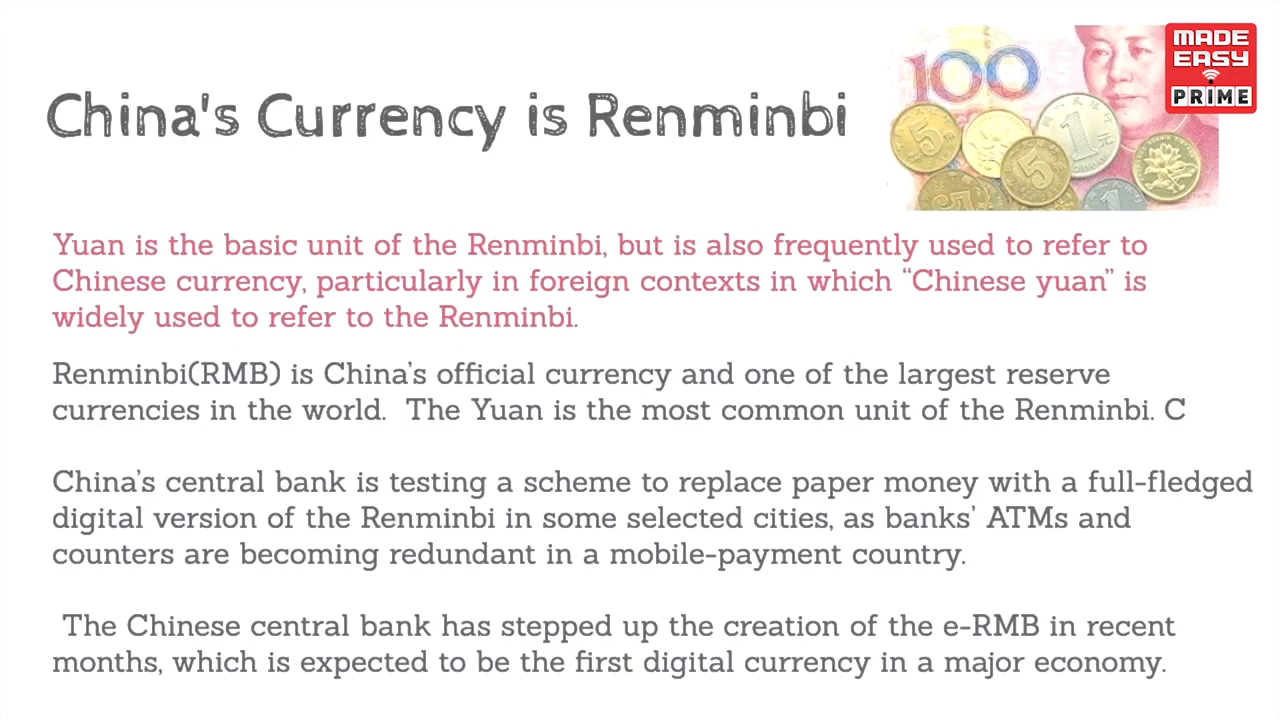 China's Currency is Renminbi
100
MADE
EASY
PRIME
5
5
1
元
5
1
Yuan is the basic unit of the Renminbi, but is also frequently used to refer to
Chinese currency, particularly in foreign contexts in which “Chinese yuan” is
widely used to refer to the Renminbi.
Renminbi(RMB) is China’s official currency and one of the largest reserve
currencies in the world.  The Yuan is the most common unit of the Renminbi. C
China’s central bank is testing a scheme to replace paper money with a full-fledged
digital version of the Renminbi in some selected cities, as banks’ ATMs and
counters are becoming redundant in a mobile-payment country.
The Chinese central bank has stepped up the creation of the e-RMB in recent
months, which is expected to be the first digital currency in a major economy.